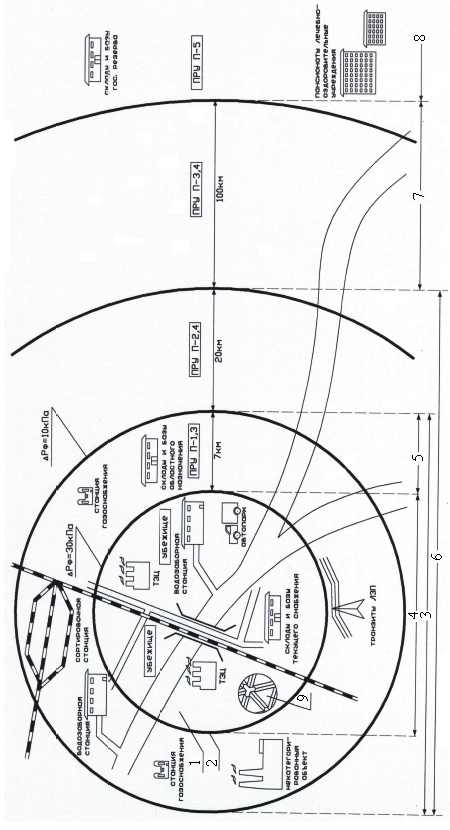 СКЛАДЫ И БАЗЫ
ГОС. РЕЗЕРВА
ПРУ П-5
ПАНСИОНАТЫ ЛЕЧЕБНО-
ОЗДОРОВИТЕЛЬНЫЕ
УЧРЕЖДЕНИЯ
8
ПРУ П-3,4
100км
7
ПРУ П-2,4
20км
ΔРф=10кПа
СТАНЦИЯ
ГАЗОСНАБЖЕНИЯ
СКЛАДЫ И БАЗЫ
ОБЛАСТНОГО
НАЗНАЧЕНИЯ
ПРУ П-1,3
7км
5
6
ΔРф=30кПа
ТЭЦ
УБЕЖИЩЕ
ВОДОЗАБОРНАЯ
СТАНЦИЯ
АВТОПАРК
СОРТИРОВОЧНАЯ
СТАНЦИЯ
УБЕЖИЩЕ
ТЭЦ
СКЛАДЫ И БАЗЫ
ТЕКУЩЕГО СНАБЖЕНИЯ
ТРАНЗИТЫ ЛЭП
4
3
ВОДОЗАБОРНАЯ
СТАНЦИЯ
9
СТАНЦИЯ
ГАЗОСНАБЖЕНИЯ
1
2
НЕКАТЕГОРИ-
РОВАННЫЙ
ОБЪЕКТ